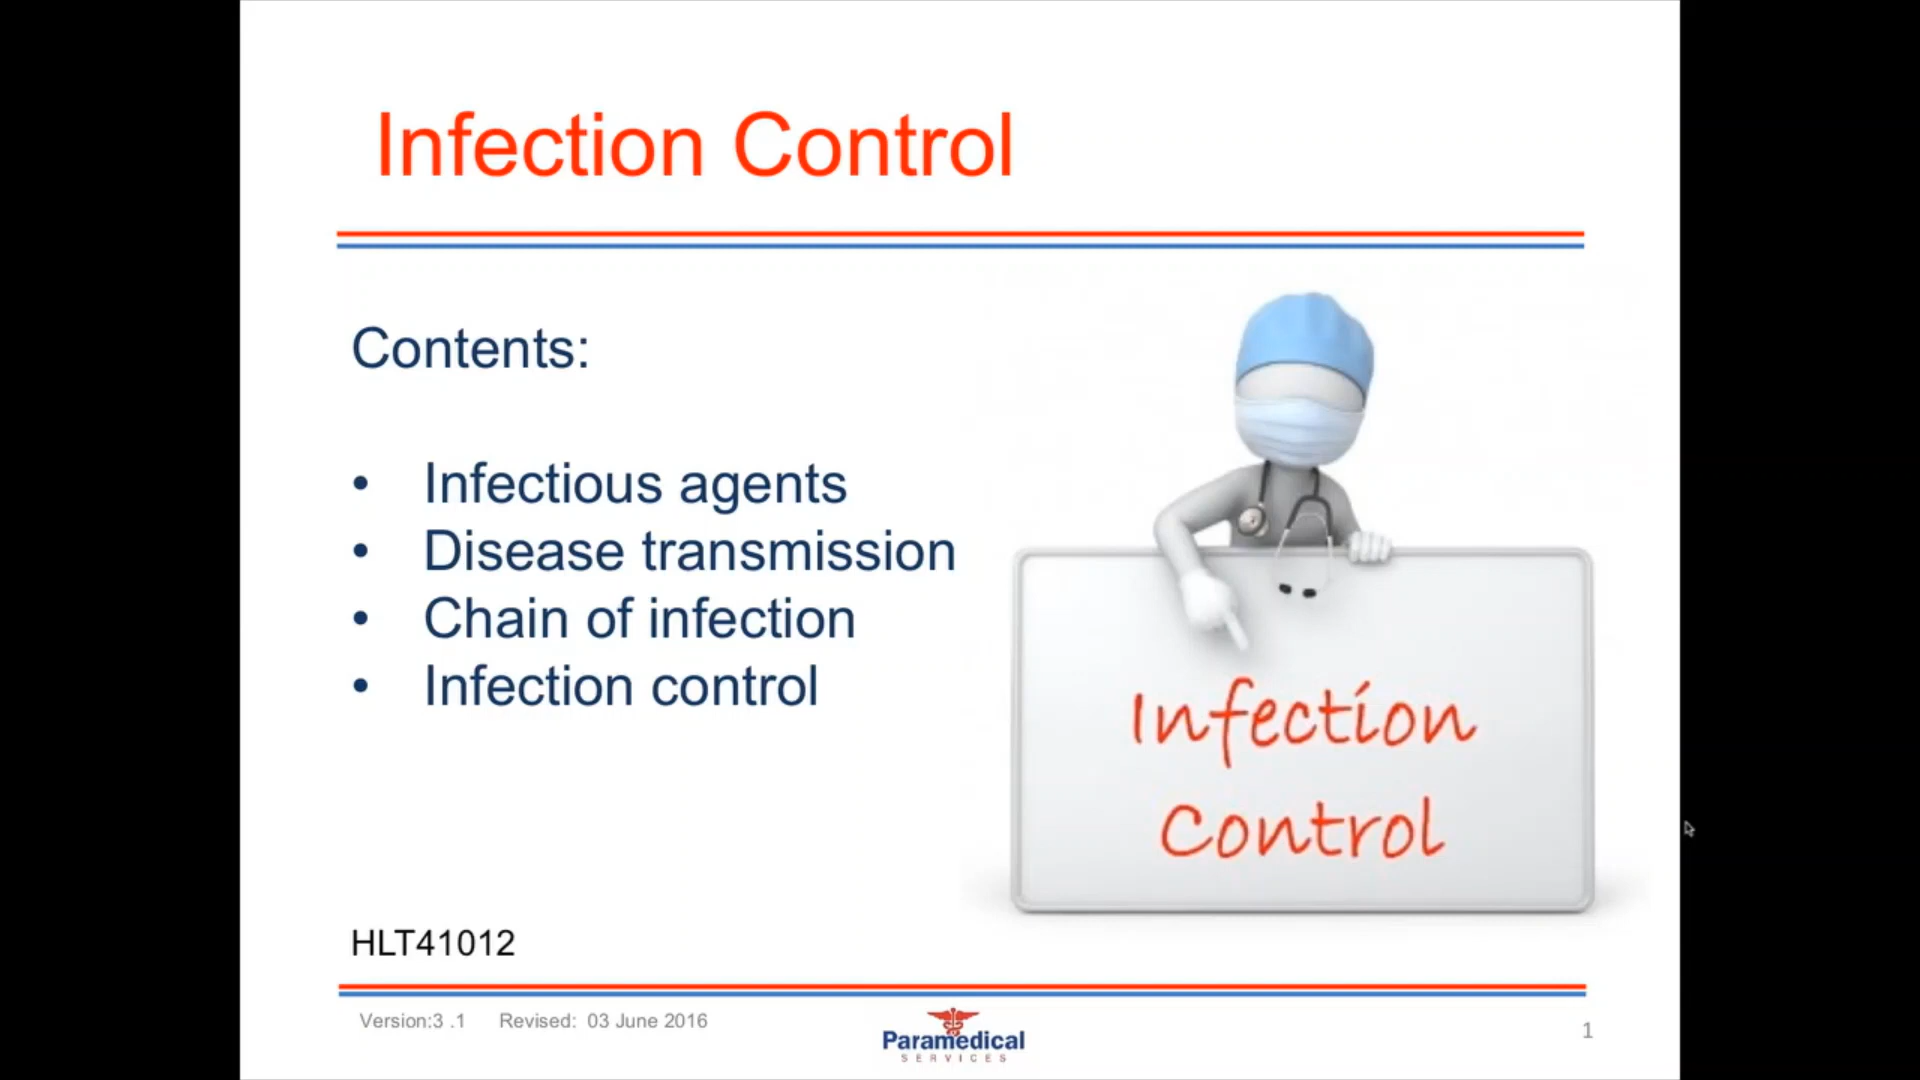 Infection Control
Contents:
• Infectious agents
• Disease transmission
• Chain of infection
• Infection control
Infection
Control
HLT41012
Version:3 .1 Revised: 03 June 2016
Paramedical
SERVICES
1